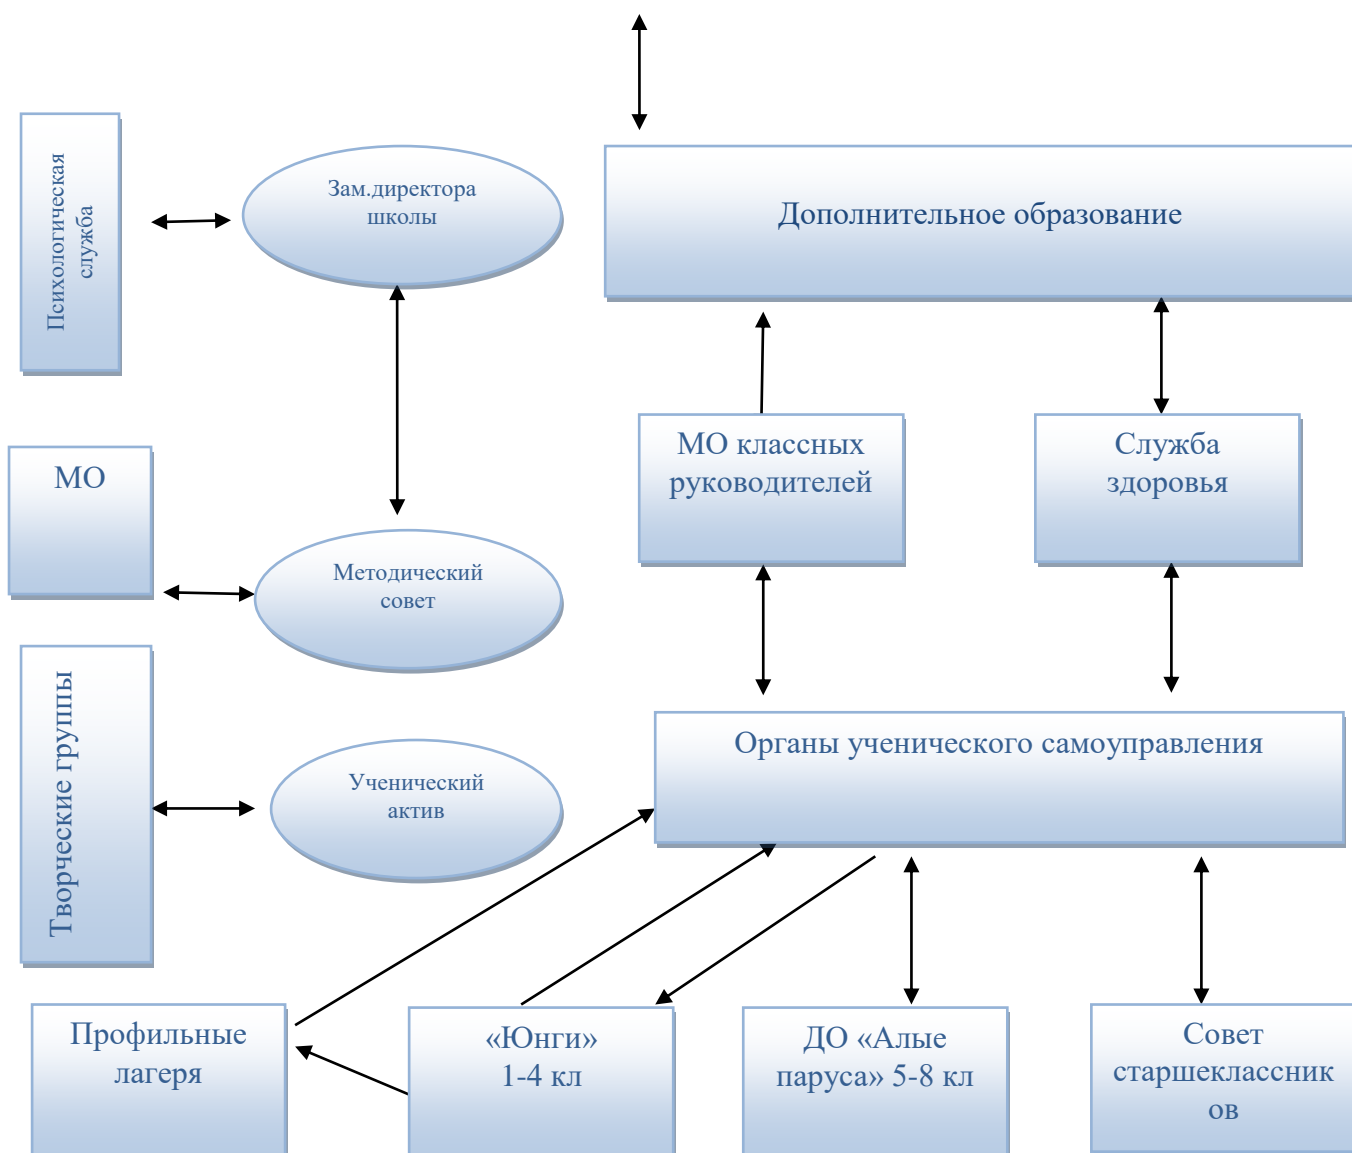 Психологическая
служба
Зам.директора
школы
Дополнительное образование
МО классных
руководителей
Служба
здоровья
МО
Методический
совет
Творческие группы
Ученический
актив
Органы ученического самоуправления
Профильные
лагеря
«Юнги»
1-4 кл
ДО «Алые
паруса» 5-8 кл
Совет
старшеклассник
ов